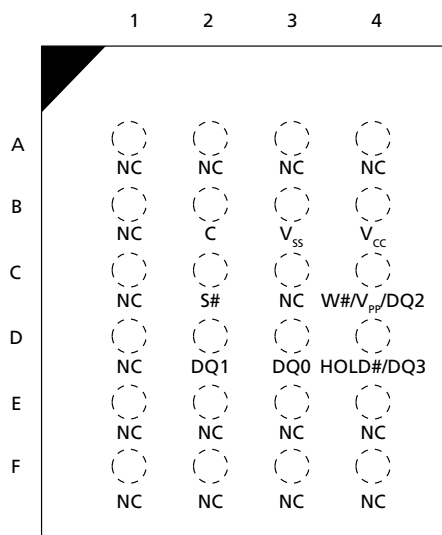 1 2 3 4
A
NC NC NC NC
B
NC C Vss Vcc
C
NC S# NC W#/VPP/DQ2
D
NC DQ1 DQ0 HOLD#/DQ3
E
NC NC NC NC
F
NC NC NC NC